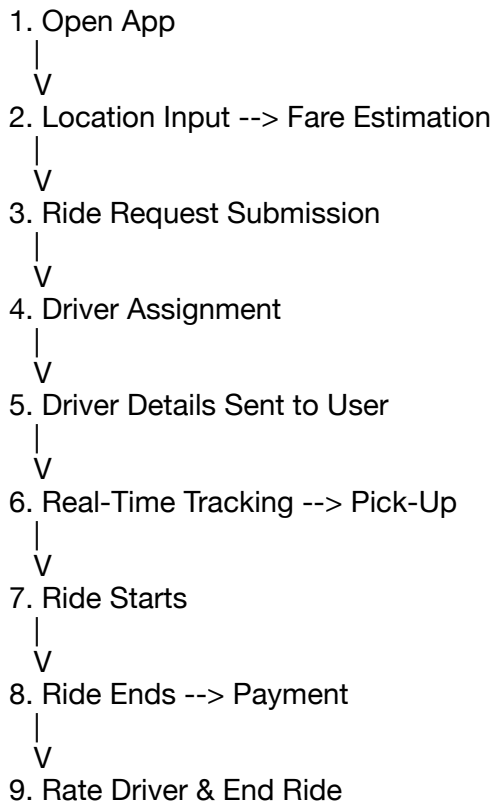 1. Open App
|
V
2. Location Input --> Fare Estimation
|
V
3. Ride Request Submission
|
V
4. Driver Assignment
|
V
5. Driver Details Sent to User
|
V
6. Real-Time Tracking --> Pick-Up
|
V
7. Ride Starts
|
V
8. Ride Ends --> Payment
|
V
9. Rate Driver & End Ride